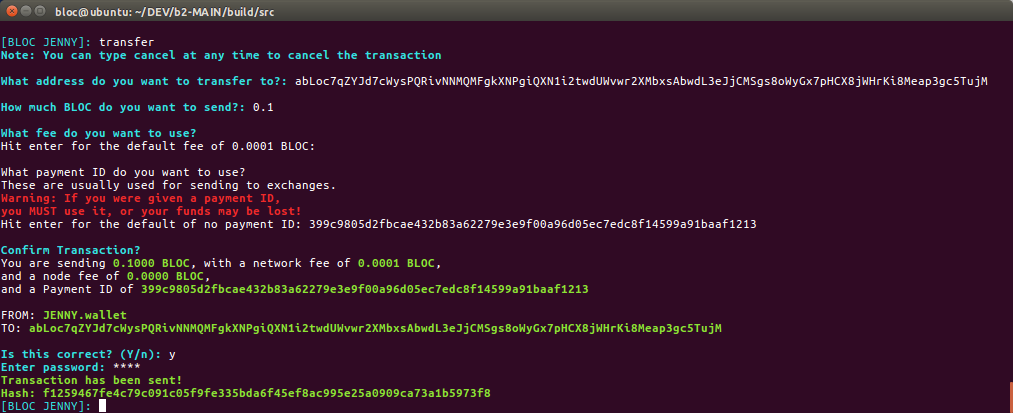 bloc@ubuntu: ~/DEV/b2-MAIN/build/src
[BLOC JENNY]: transfer
Note: You can type cancel at any time to cancel the transaction
What address do you want to transfer to?: abLoc7qZYJd7cWysPQRivNNMQMFgkXNPgiQXN1i2twdUWvwr2XMbxsAbwdL3eJjCMSgs8oWyGx7pHCX8jWHrKi8Meap3gc5TujM
How much BLOC do you want to send?: 0.1
What fee do you want to use?
Hit enter for the default fee of 0.0001 BLOC:
What payment ID do you want to use?
These are usually used for sending to exchanges.
Warning: If you were given a payment ID,
you MUST use it, or your funds may be lost!
Hit enter for the default of no payment ID: 399c9805d2fbcae432b83a62279e3e9f00a96d05ec7edc8f14599a91baaf1213
Confirm Transaction?
You are sending 0.1000 BLOC, with a network fee of 0.0001 BLOC,
and a node fee of 0.0000 BLOC,
and a Payment ID of 399c9805d2fbcae432b83a62279e3e9f00a96d05ec7edc8f14599a91baaf1213
FROM: JENNY.wallet
TO: abLoc7qZYJd7cWysPQRivNNMQMFgkXNPgiQXN1i2twdUWvwr2XMbxsAbwdL3eJjCMSgs8oWyGx7pHCX8jWHrKi8Meap3gc5TujM
Is this correct? (Y/n): y
Enter password: ****
Transaction has been sent!
Hash: f1259467fe4c79c091c05f9fe335bda6f45ef8ac995e25a0909ca73a1b5973f8
[BLOC JENNY]: